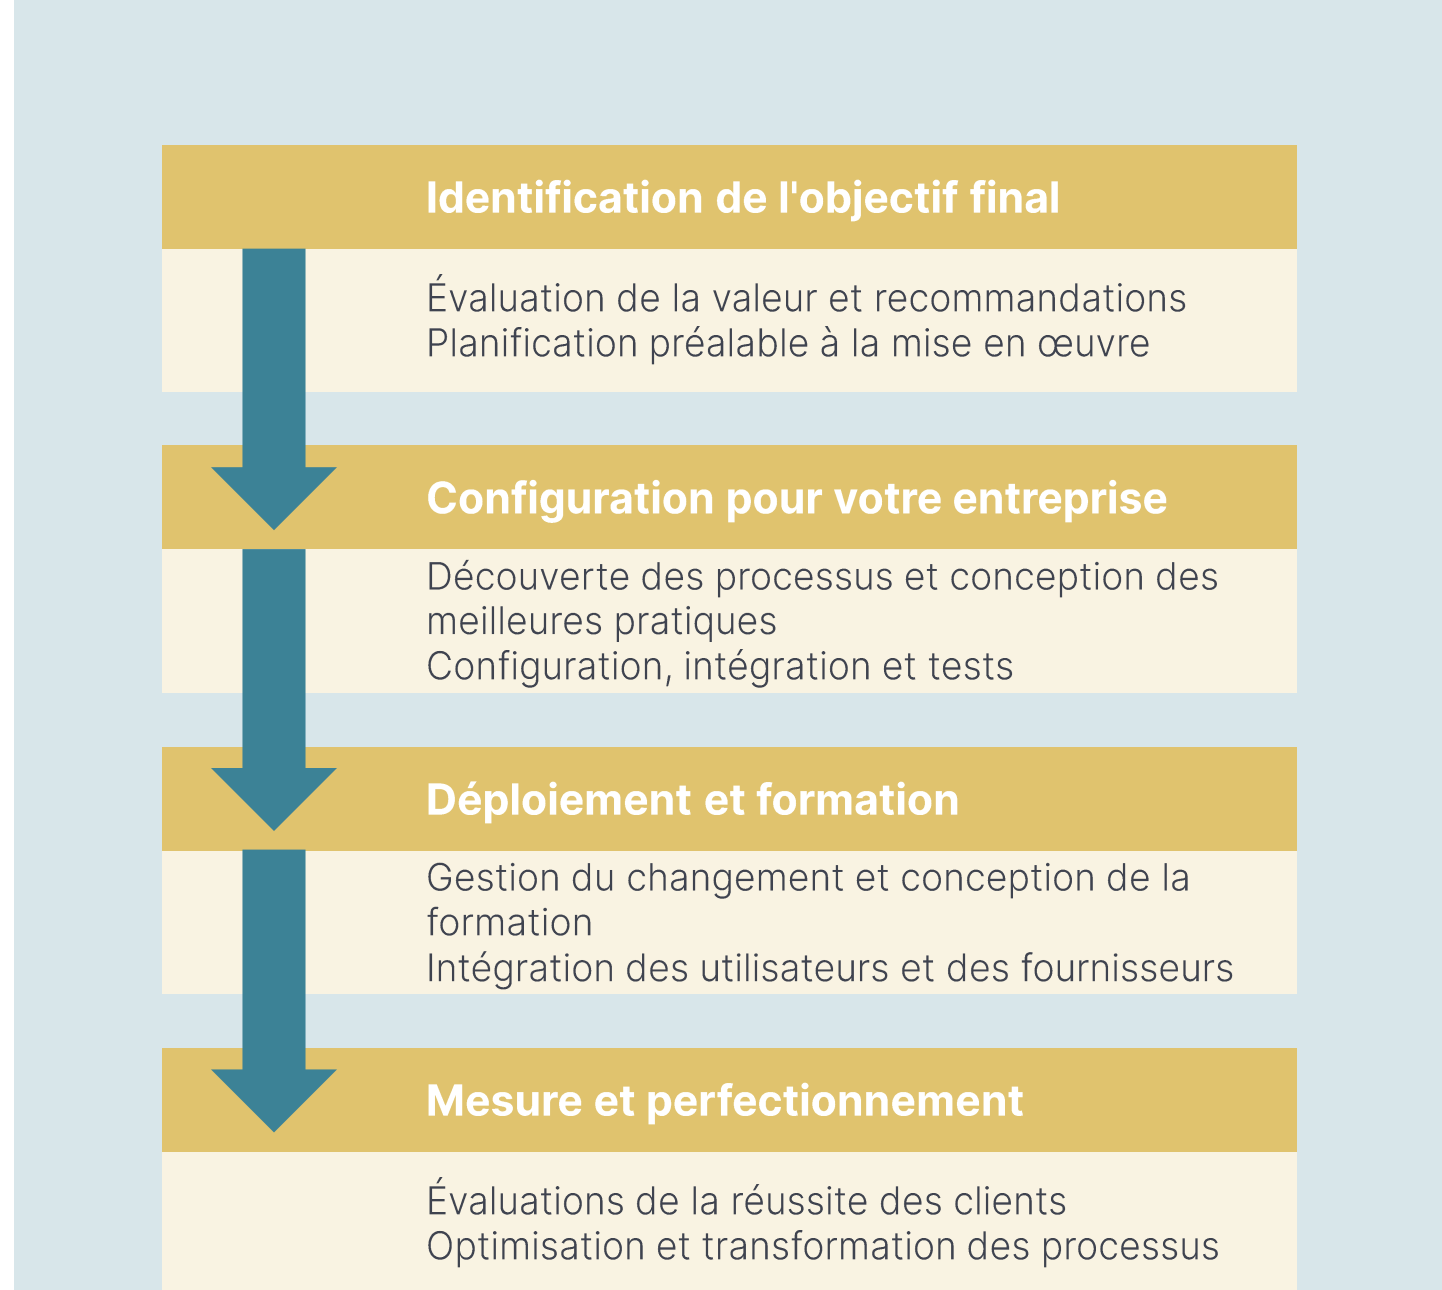 Identification de l'objectif final
Évaluation de la valeur et recommandations
Planification préalable à la mise en œuvre
Configuration pour votre entreprise
Découverte des processus et conception des
meilleures pratiques
Configuration, intégration et tests
Déploiement et formation
Gestion du changement et conception de la
formation
Intégration des utilisateurs et des fournisseurs
Mesure et perfectionnement
Évaluations de la réussite des clients
Optimisation et transformation des processus